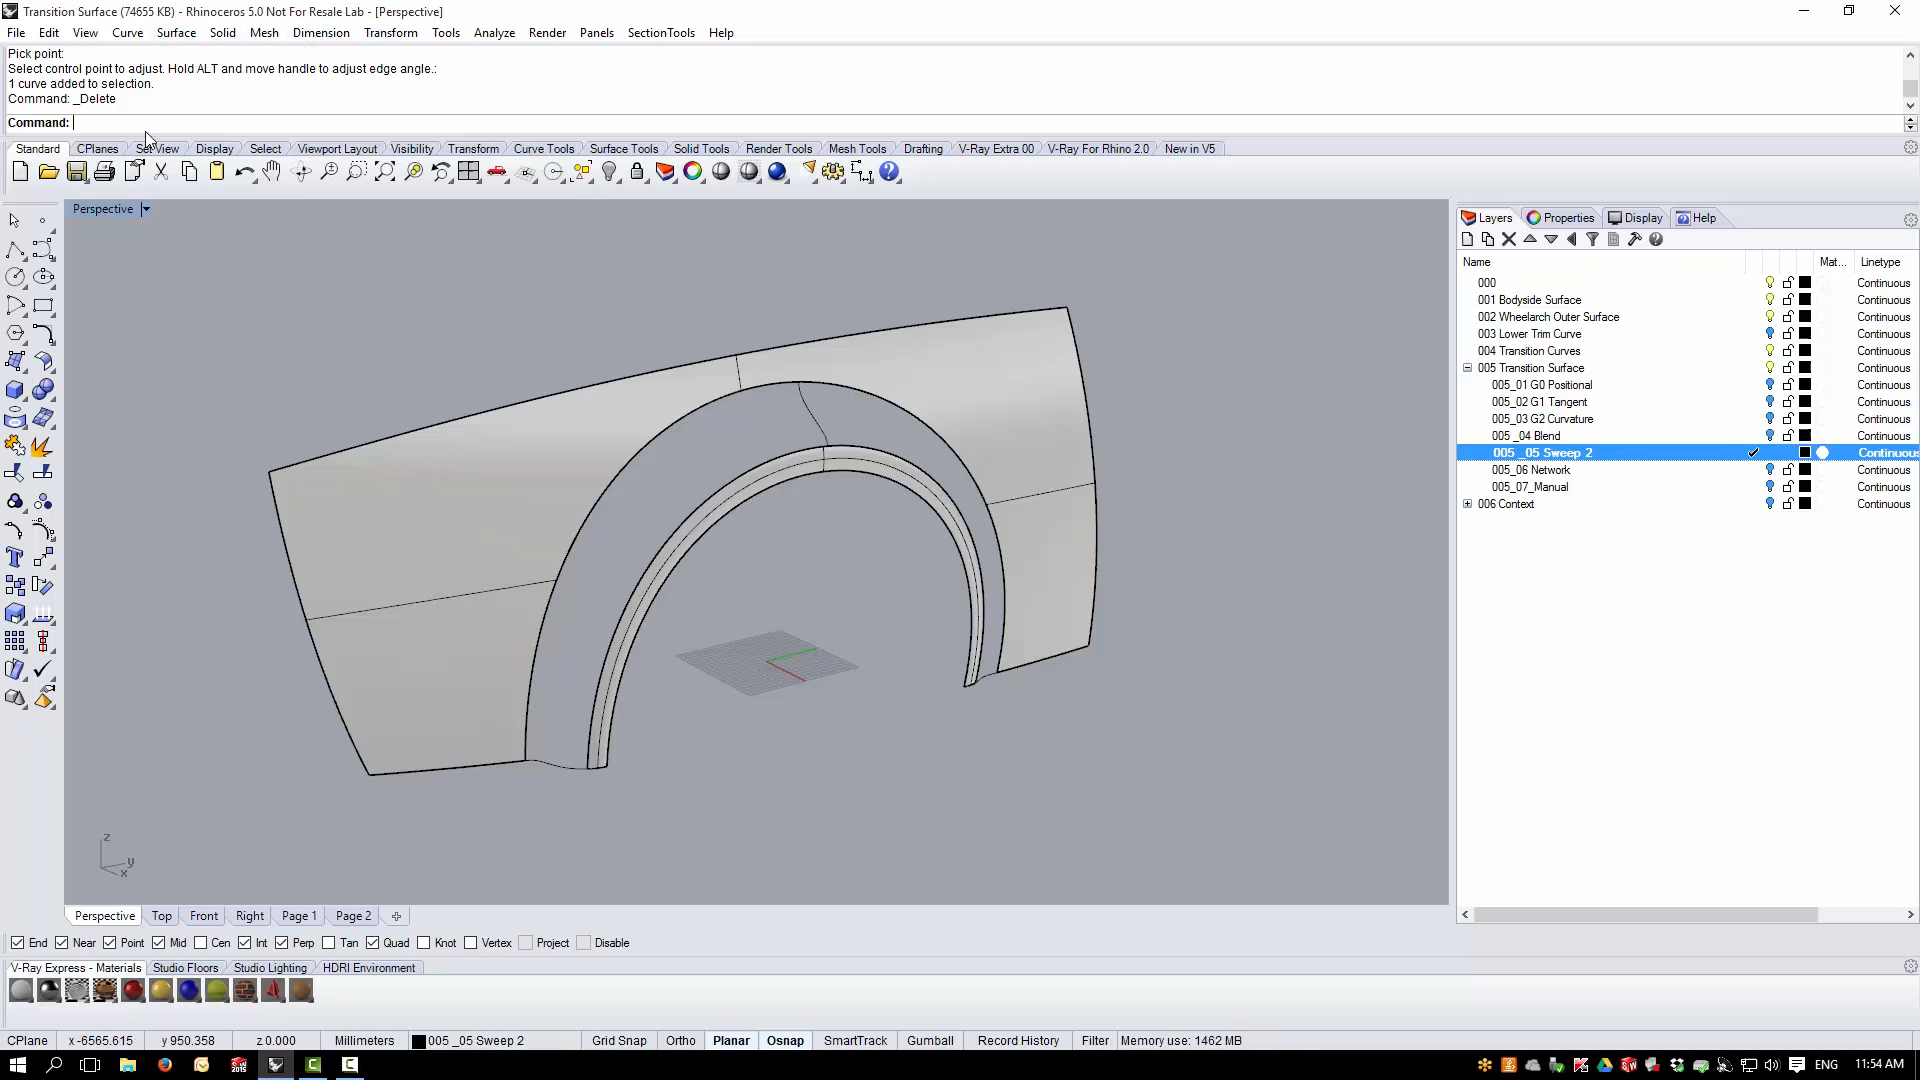 Transition Surface (74655 KB) - Rhinoceros 5.0 Not For Resale Lab - [Perspective]
File Edit View Curve Surface Solid Mesh Dimension Transform Tools Analyze Render Panels SectionTools Help
Pick point:
Select control point to adjust. Hold ALT and move handle to adjust edge angle.:
1 curve added to selection.
Command: _Delete
Command:
Standard CPlanes Set View Display Select Viewport Layout Visibility Transform Curve Tools Surface Tools Solid Tools Render Tools Mesh Tools Drafting V-Ray Extra 00 V-Ray For Rhino 2.0 New in V5
Perspective
Layers Properties Display Help
Name Mat... Linetype
000 Continuous
001 Bodyside Surface Continuous
002 Wheelarch Outer Surface Continuous
003 Lower Trim Curve Continuous
004 Transition Curves Continuous
005 Transition Surface Continuous
005_01 G0 Positional Continuous
005_02 G1 Tangent Continuous
005_03 G2 Curvature Continuous
005 _04 Blend Continuous
005 _05 Sweep 2 Continuous
005_06 Network Continuous
005_07_Manual Continuous
006 Context Continuous
z
y
x
Perspective Top Front Right Page 1 Page 2
End Near Point Mid Cen Int Perp Tan Quad Knot Vertex Project Disable
V-Ray Express - Materials Studio Floors Studio Lighting HDRI Environment
CPlane x -6565.615 y 950.358 z 0.000 Millimeters 005 _05 Sweep 2 Grid Snap Ortho Planar Osnap SmartTrack Gumball Record History Filter Memory use: 1462 MB
ENG 11:54 AM